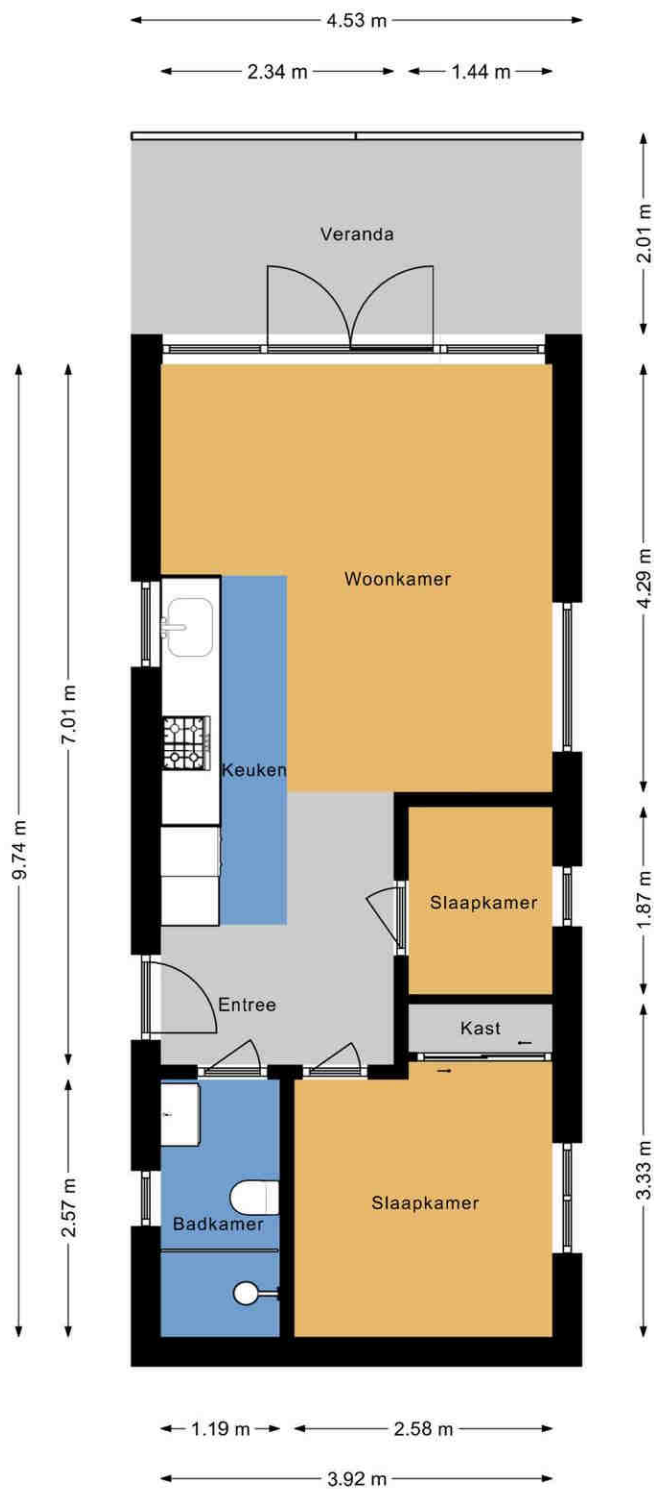 4.53 m
2.34 m
1.44 m
Veranda
2.01 m
Woonkamer
4.29 m
7.01 m
9.74 m
Keuken
Slaapkamer
1.87 m
Entree
Kast
Slaapkamer
3.33 m
2.57 m
Badkamer
1.19 m
2.58 m
3.92 m